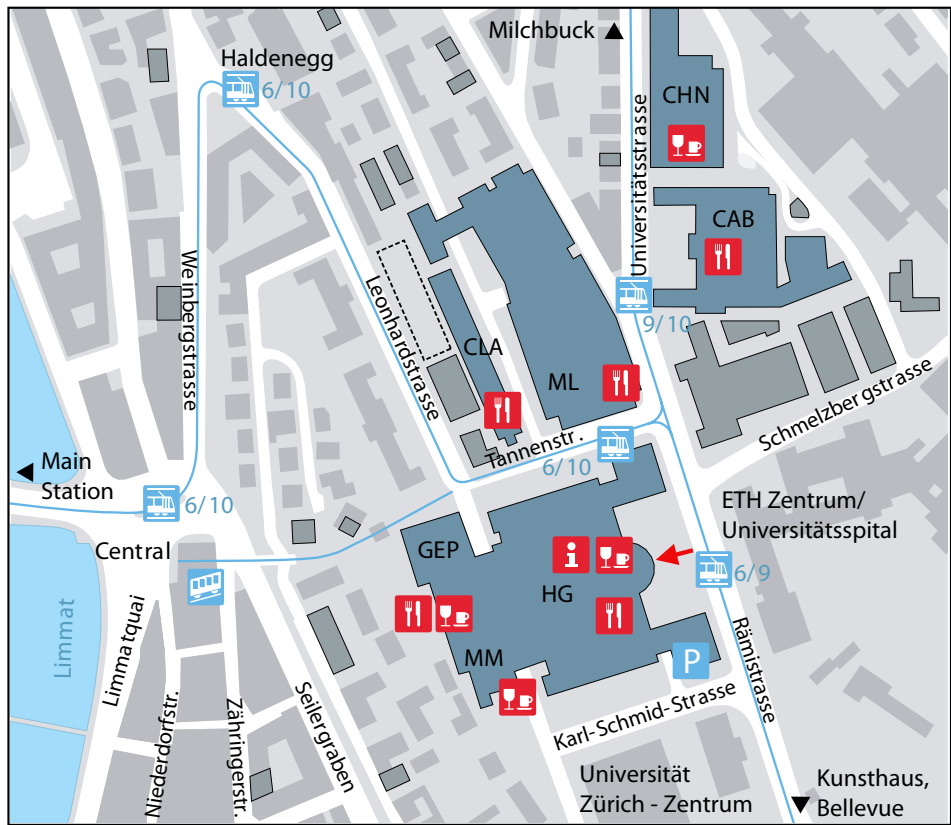 Milchbuck
Haldenegg
6/10
CHN
Universitätsstrasse
CAB
Weinbergstrasse
Leonhardstrasse
9/10
CLA
ML
Schmelzbergstrasse
Tannenstr.
6/10
Main
Station
6/10
ETH Zentrum/
Universitätsspital
Central
GEP
HG
6/9
Limmat
Limmatquai
Niederdorfstr.
Zähringerstr.
Seilergraben
MM
P
Rämistrasse
Karl-Schmid-Strasse
Universität
Zürich - Zentrum
Kunsthaus,
Bellevue